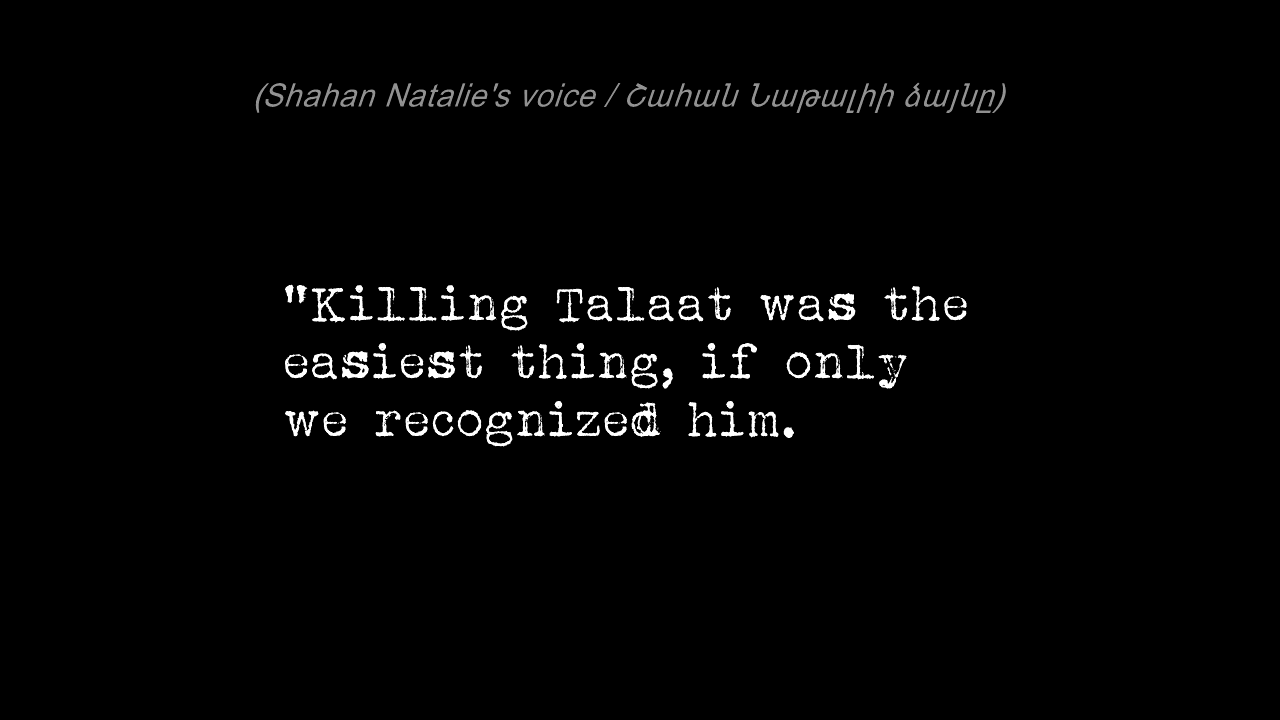 (Shahan Natalie's voice / Շահան Նաթալիի ձայնը)
"Killing Talaat was the
easiest thing, if only
we recognized him.